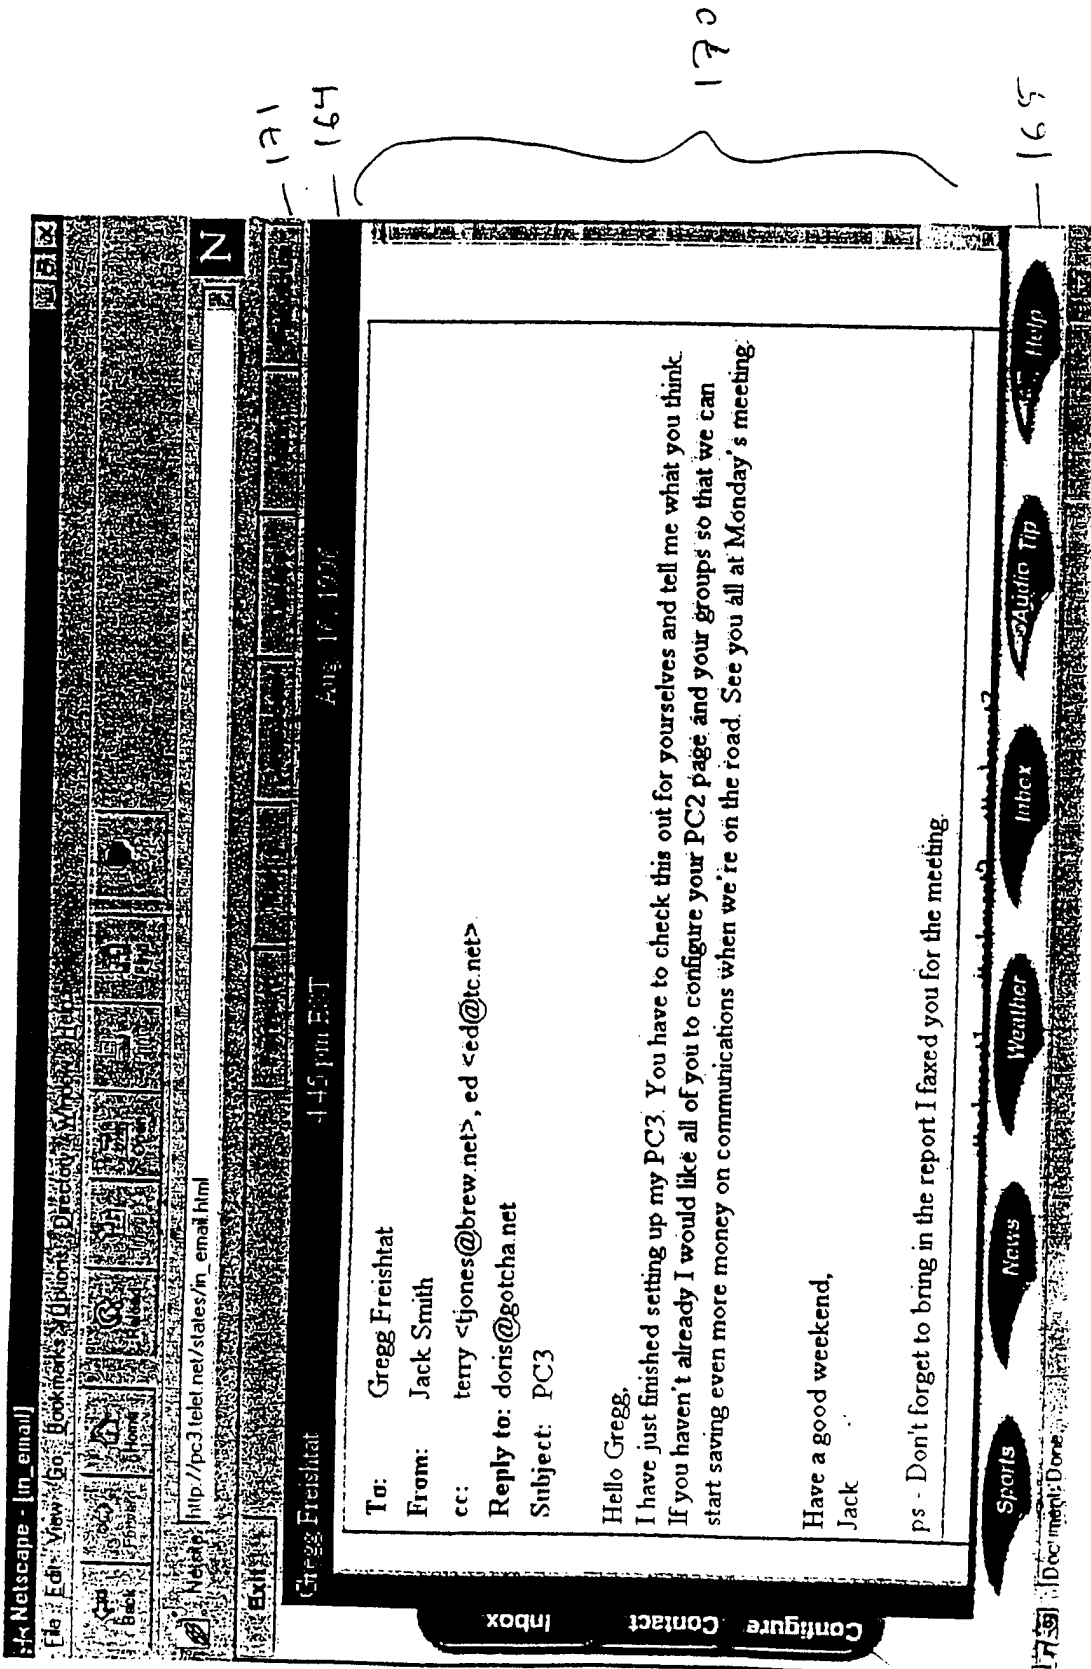 Netscape - [in_email]
File Edit View Go Bookmarks Options Directory Window Help
Back Forward Home Reload Open
Netsite http://pc3.telet.net/states/in_email.html
Exit
171
Gregg Freishtat 4:45 pm EST
164
To: Gregg Freishtat
From: Jack Smith
cc: terry <tjones@brew.net>, ed <ed@tc.net>
Reply to: doris@gotcha.net
Subject: PC3
Hello Gregg,
I have just finished setting up my PC3. You have to check this out for yourselves and tell me what you think.
If you haven't already I would like all of you to configure your PC2 page and your groups so that we can
start saving even more money on communications when we're on the road. See you all at Monday's meeting.
Have a good weekend,
Jack
ps - Don't forget to bring in the report I faxed you for the meeting.
170
Inbox
Contact
Configure
Sports News Weather Inbox Audio Tip Help
165
Document: Done